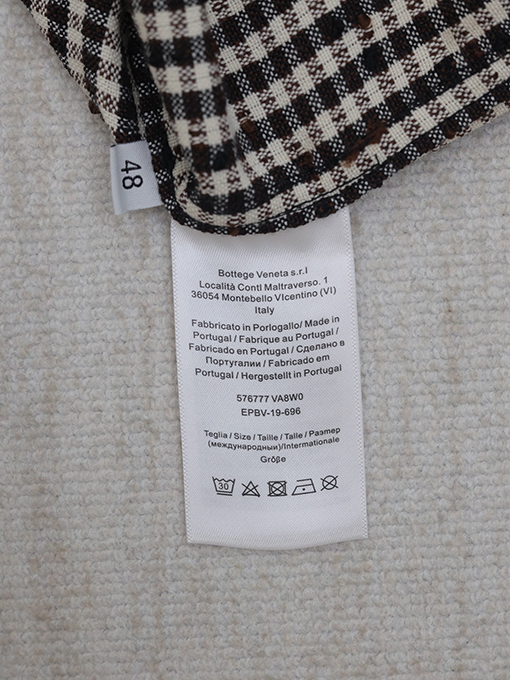 48
Bottege Veneta s.r.l
Località Contl Maltraverso. 1
36054 Montebello VIcentino (VI)
Italy
Fabbricato in Porlogallo/ Made in
Portugal / Fabrique au Portugal /
Fabricado en Portugal / Сделано в
Португалии / Fabricado em
Portugal / Hergestellt in Portugal
576777 VA8W0
EPBV-19-696
Teglia / Size / Taille / Talle / Размер
(международный)/Internationale
Größe
30